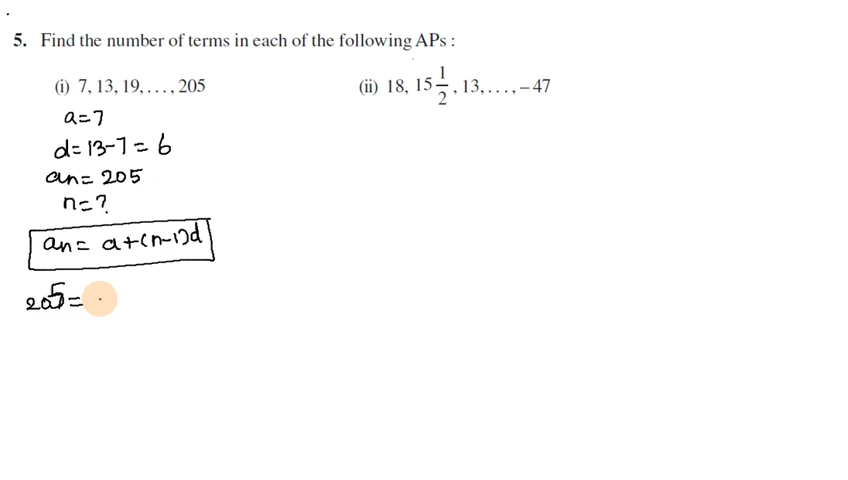 5. Find the number of terms in each of the following APs :
(i) 7, 13, 19, . . . , 205
(ii) 18, 15 1/2, 13, . . . , – 47
a=7
d=13-7=6
an=205
n=?
an=a+(n-1)d
205=